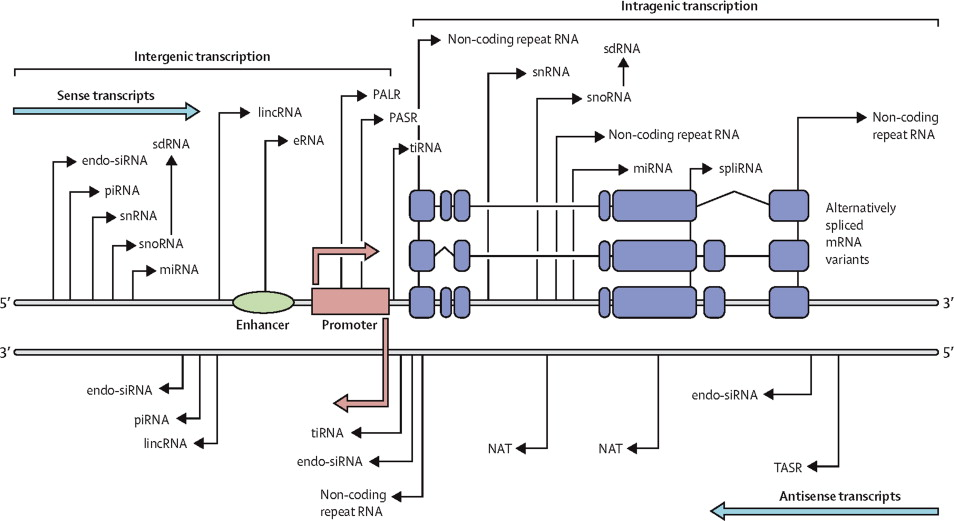 Intragenic transcription
Intergenic transcription
Sense transcripts
Non-coding repeat RNA
sdRNA
snRNA
snoRNA
PALR
lincRNA
PASR
Non-coding
repeat RNA
eRNA
Non-coding repeat RNA
sdRNA
tiRNA
endo-siRNA
miRNA
spliRNA
piRNA
snRNA
snoRNA
miRNA
Alternatively
spliced
mRNA
variants
5′
3′
Enhancer
Promoter
3′
5′
endo-siRNA
endo-siRNA
piRNA
tiRNA
lincRNA
NAT
NAT
endo-siRNA
TASR
Non-coding
repeat RNA
Antisense transcripts